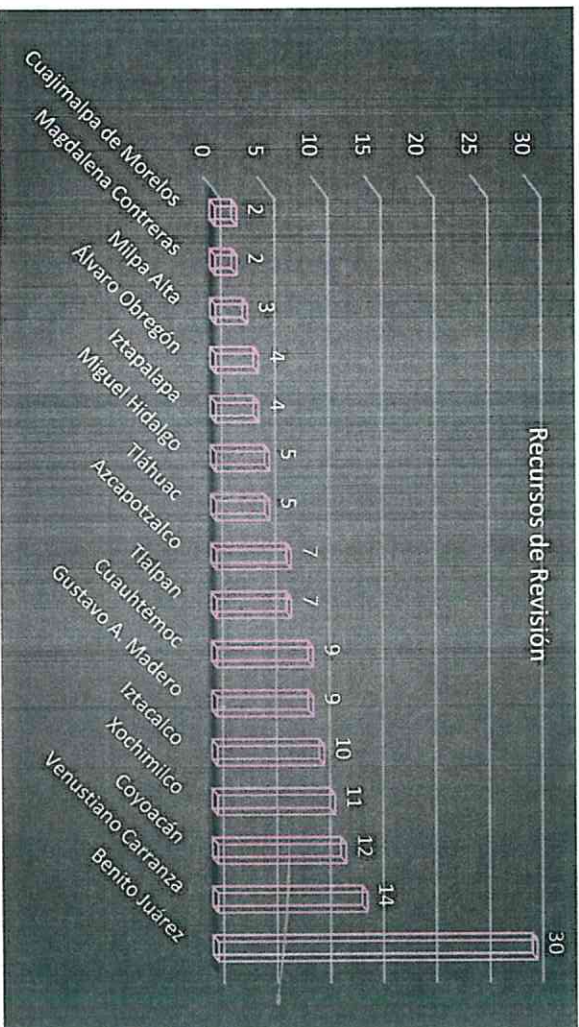 Recursos de Revisión
30
25
20
15
10
5
0
2
2
3
4
4
5
5
7
7
9
9
10
11
12
14
30
Cuajimalpa de Morelos
Magdalena Contreras
Milpa Alta
Álvaro Obregón
Iztapalapa
Miguel Hidalgo
Tláhuac
Azcapotzalco
Tlalpan
Cuauhtémoc
Gustavo A. Madero
Iztacalco
Xochimilco
Coyoacán
Venustiano Carranza
Benito Juárez